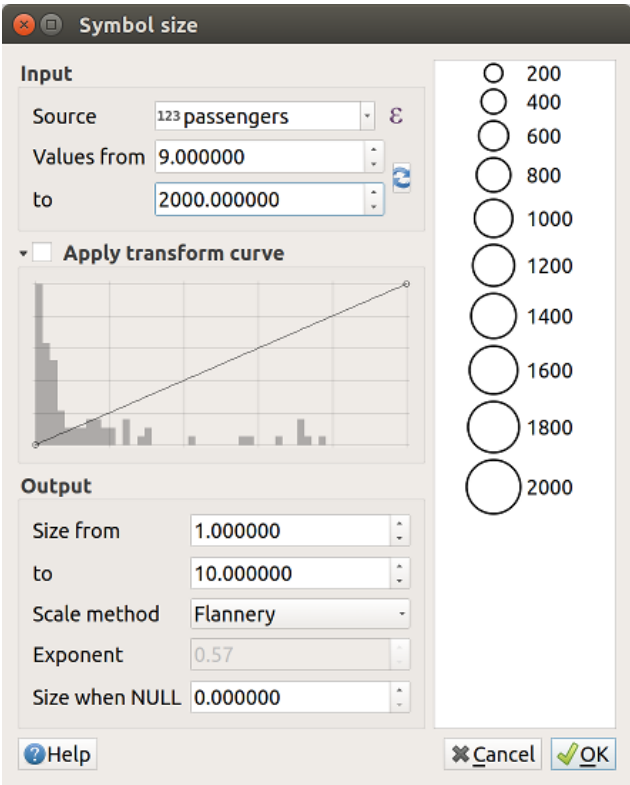 Symbol size
Input
Source 123 passengers ε
Values from 9.000000
to 2000.000000
Apply transform curve
Output
Size from 1.000000
to 10.000000
Scale method Flannery
Exponent 0.57
Size when NULL 0.000000
Help
200
400
600
800
1000
1200
1400
1600
1800
2000
Cancel OK